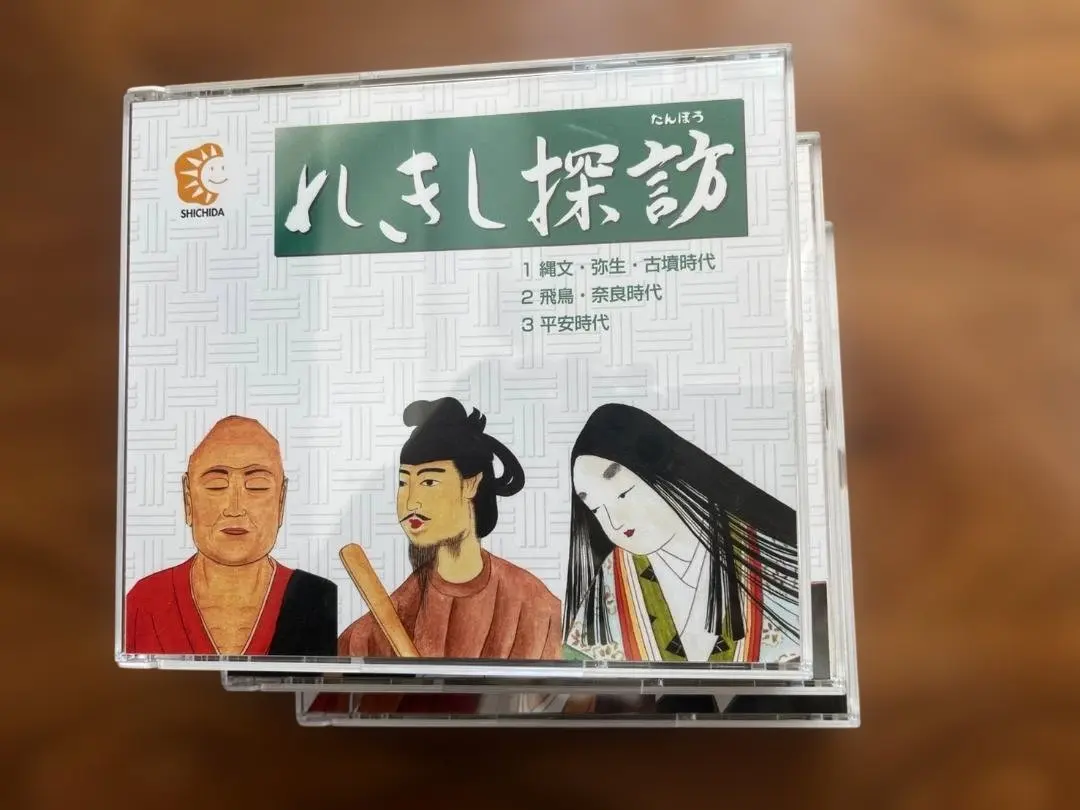 SHICHIDA
たんぼう
れきし探訪
1 縄文・弥生・古墳時代
2 飛鳥・奈良時代
3 平安時代